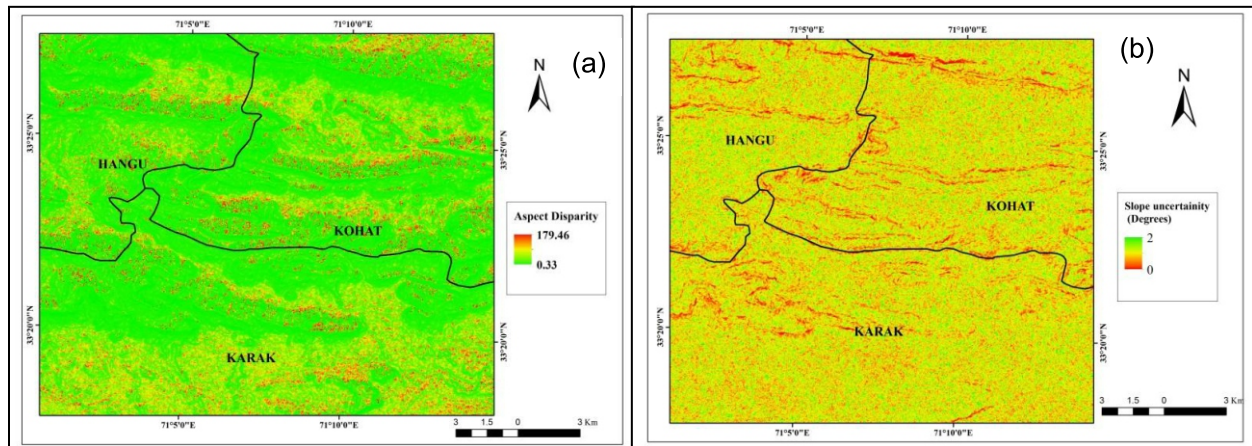 71°5'0"E 71°10'0"E
(a)
N
33°25'0"N 33°25'0"N
HANGU
KOHAT
Aspect Disparity
179.46
0.33
33°20'0"N 33°20'0"N
KARAK
71°5'0"E 71°10'0"E
3 1.5 0 3 Km
71°5'0"E 71°10'0"E
(b)
N
33°25'0"N 33°25'0"N
HANGU
KOHAT
Slope uncertainity
(Degrees)
2
0
33°20'0"N 33°20'0"N
KARAK
71°5'0"E 71°10'0"E
3 1.5 0 3 Km